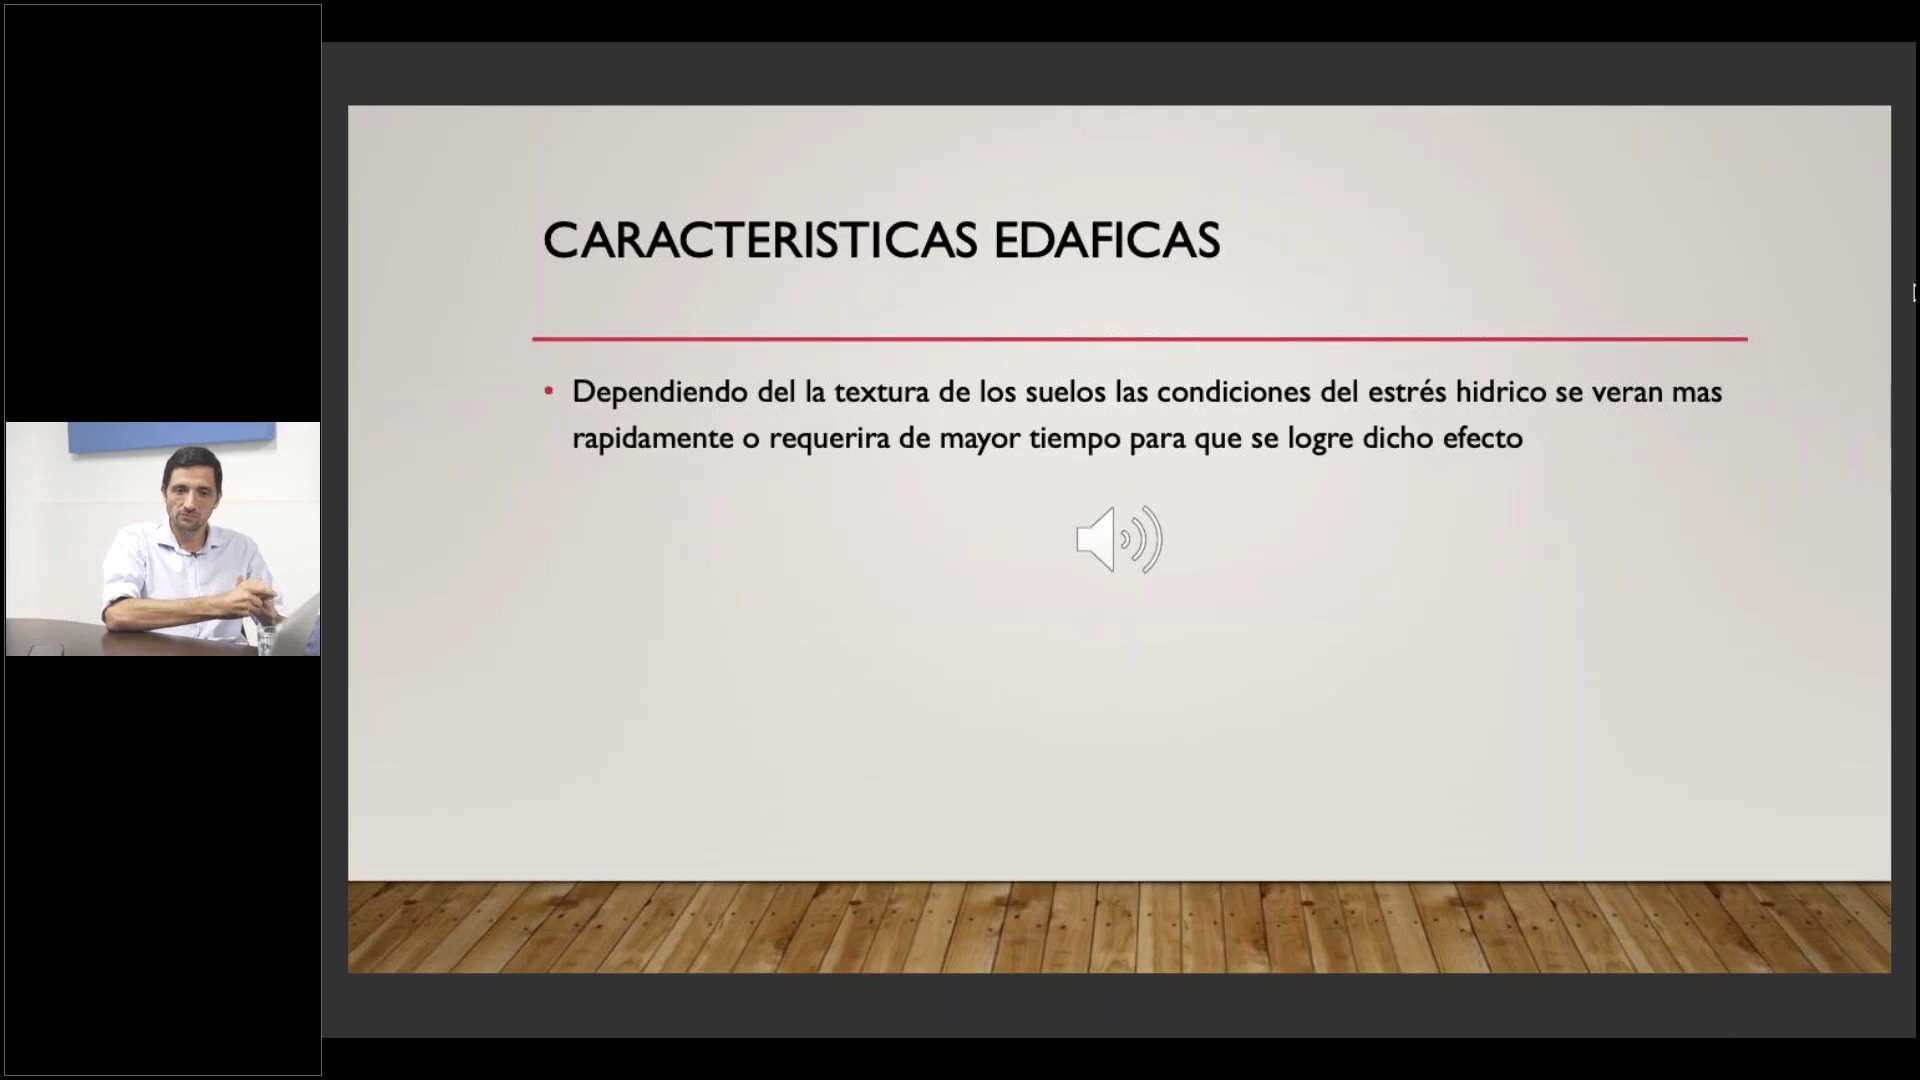 CARACTERISTICAS EDAFICAS
• Dependiendo del la textura de los suelos las condiciones del estrés hidrico se veran mas
rapidamente o requerira de mayor tiempo para que se logre dicho efecto